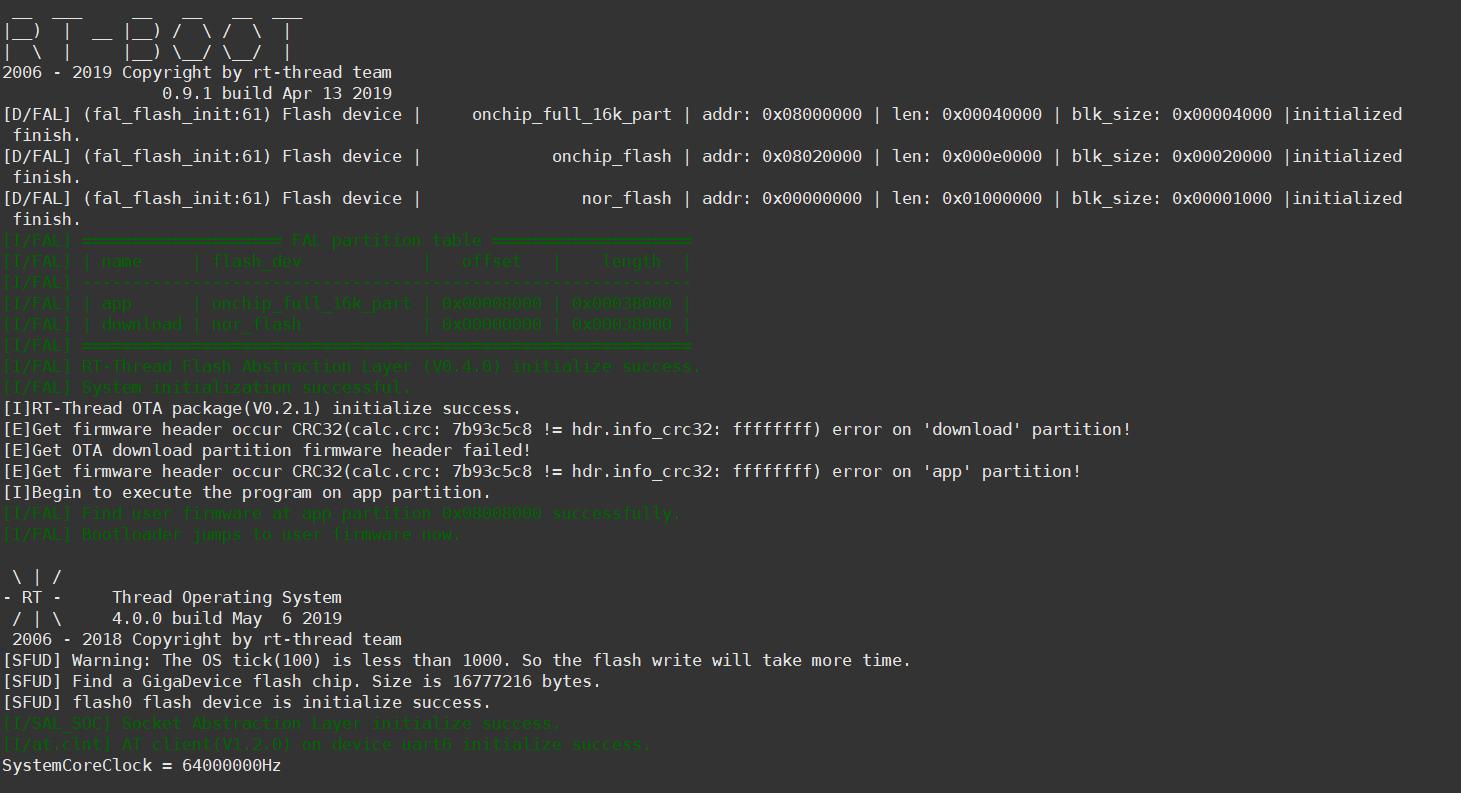 __  ___     __   __   __  ___
|__)  |  __ |__) /  \ /  \  |
|  \  |     |__) \__/ \__/  |
2006 - 2019 Copyright by rt-thread team
                0.9.1 build Apr 13 2019
[D/FAL] (fal_flash_init:61) Flash device |     onchip_full_16k_part | addr: 0x08000000 | len: 0x00040000 | blk_size: 0x00004000 |initialized
 finish.
[D/FAL] (fal_flash_init:61) Flash device |             onchip_flash | addr: 0x08020000 | len: 0x000e0000 | blk_size: 0x00020000 |initialized
 finish.
[D/FAL] (fal_flash_init:61) Flash device |                nor_flash | addr: 0x00000000 | len: 0x01000000 | blk_size: 0x00001000 |initialized
 finish.
[I/FAL] ==================== FAL partition table ====================
[I/FAL] | name     | flash_dev            |   offset   |    length  |
[I/FAL] -------------------------------------------------------------
[I/FAL] | app      | onchip_full_16k_part | 0x00008000 | 0x00038000 |
[I/FAL] | download | nor_flash            | 0x00000000 | 0x00038000 |
[I/FAL] =============================================================
[I/FAL] RT-Thread Flash Abstraction Layer (V0.4.0) initialize success.
[I/FAL] System initialization successful.
[I]RT-Thread OTA package(V0.2.1) initialize success.
[E]Get firmware header occur CRC32(calc.crc: 7b93c5c8 != hdr.info_crc32: ffffffff) error on 'download' partition!
[E]Get OTA download partition firmware header failed!
[E]Get firmware header occur CRC32(calc.crc: 7b93c5c8 != hdr.info_crc32: ffffffff) error on 'app' partition!
[I]Begin to execute the program on app partition.
[I/FAL] Find user firmware at app partition 0x08008000 successfully.
[I/FAL] Bootloader jumps to user firmware now.
 \ | /
- RT -     Thread Operating System
 / | \     4.0.0 build May  6 2019
 2006 - 2018 Copyright by rt-thread team
[SFUD] Warning: The OS tick(100) is less than 1000. So the flash write will take more time.
[SFUD] Find a GigaDevice flash chip. Size is 16777216 bytes.
[SFUD] flash0 flash device is initialize success.
[I/SAL_SOC] Socket Abstraction Layer initialize success.
[I/at.clnt] AT client(V1.2.0) on device uart6 initialize success.
SystemCoreClock = 64000000Hz